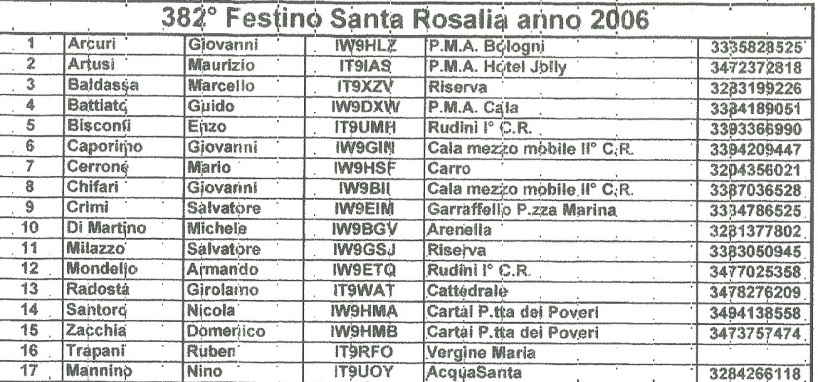 382° Festino Santa Rosalia anno 2006
1 Arcuri Giovanni IW9HLZ P.M.A. Bologni 3335828525
2 Artusi Maurizio IT9IAS P.M.A. Hotel Jolly 3472372818
3 Baldassa Marcello IT9XZV Riserva 3283199226
4 Battiato Guido IW9DXW P.M.A. Cala 3384189051
5 Bisconti Enzo IT9UMH Rudinì I° C.R. 3393366990
6 Caporimo Giovanni IW9GIN Cala mezzo mobile II° C.R. 3394209447
7 Cerrone Mario IW9HSF Carro 3204356021
8 Chifari Giovanni IW9BII Cala mezzo mobile II° C.R. 3387036528
9 Crimi Salvatore IW9EIM Garraffello P.zza Marina 3334786525
10 Di Martino Michele IW9BGV Arenella 3281377802
11 Milazzo Salvatore IW9GSJ Riserva 3383050945
12 Mondello Armando IW9ETQ Rudinì I° C.R. 3477025358
13 Radosta Girolamo IT9WAT Cattedrale 3478276209
14 Santoro Nicola IW9HMA Cartai P.tta dei Poveri 3494138558
15 Zacchia Domenico IW9HMB Cartai P.tta dei Poveri 3473757474
16 Trapani Ruben IT9RFO Vergine Maria
17 Mannino Nino IT9UOY AcquaSanta 3284266118